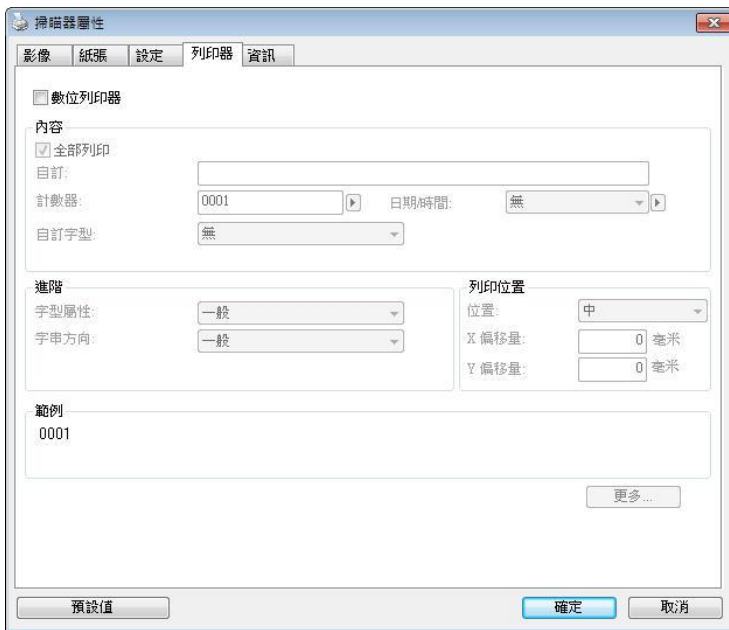 掃瞄器屬性
影像 紙張 設定 列印器 資訊
數位列印器
內容
全部列印
自訂:
計數器: 0001 日期/時間: 無
自訂字型: 無
進階
字型屬性: 一般
字串方向: 一般
列印位置
位置: 中
X 偏移量: 0 毫米
Y 偏移量: 0 毫米
範例
0001
更多...
預設值 確定 取消